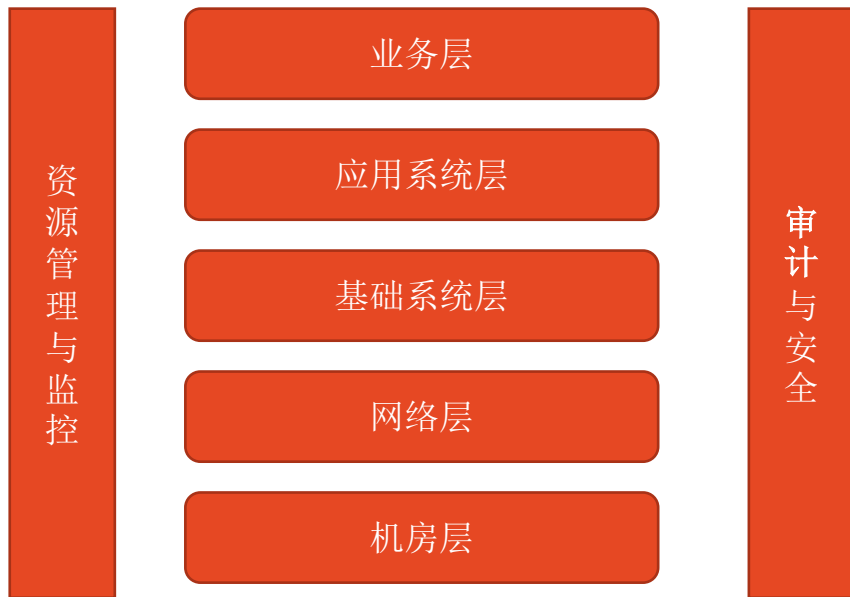 资源管理与监控
业务层
应用系统层
基础系统层
网络层
机房层
审计与安全